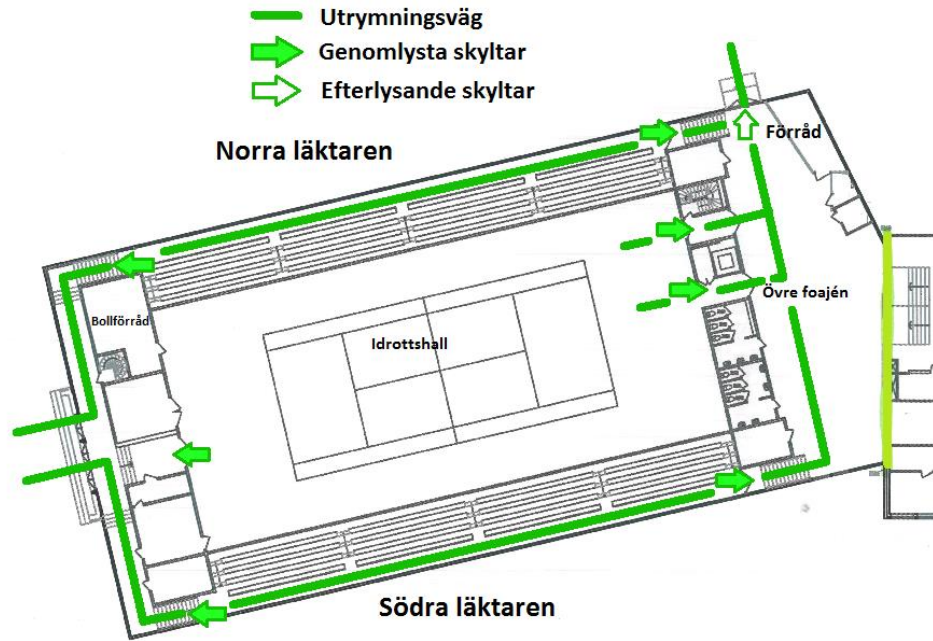 Utrymningsväg
Genomlysta skyltar
Efterlysande skyltar
Norra läktaren
Förråd
Övre foajén
Bollförråd
Idrottshall
Södra läktaren